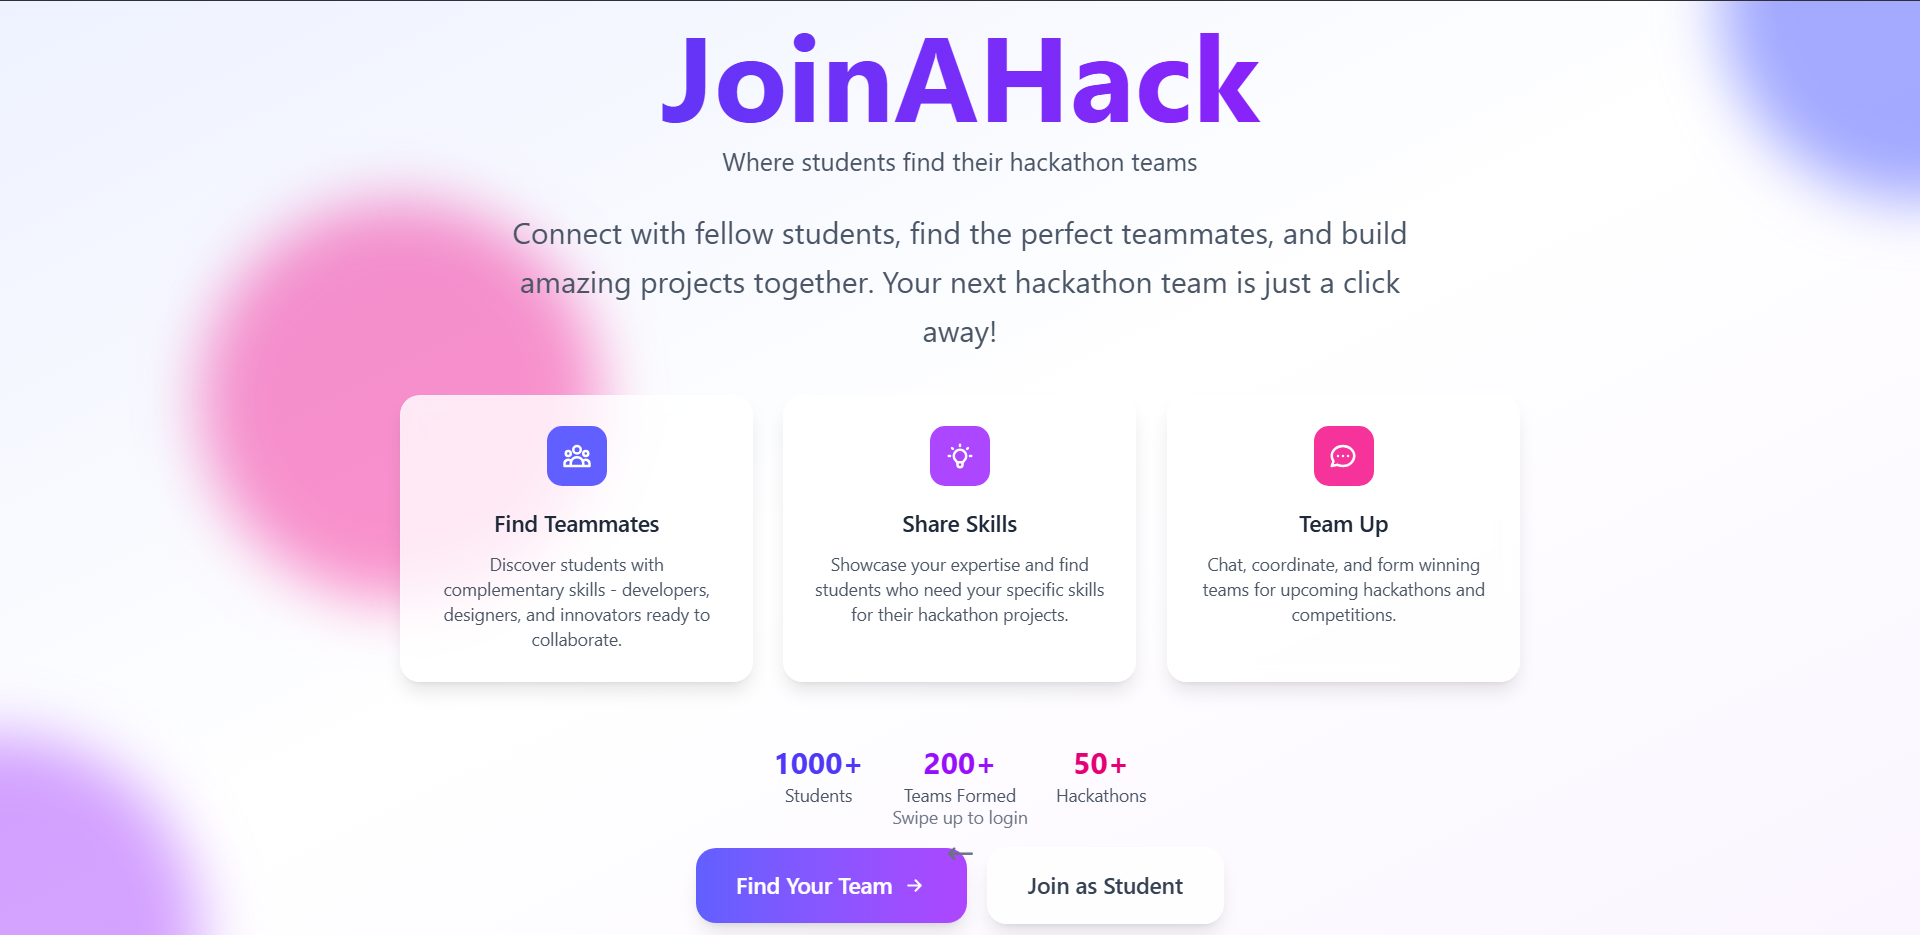 JoinAHack
Where students find their hackathon teams
Connect with fellow students, find the perfect teammates, and build
amazing projects together. Your next hackathon team is just a click
away!
Find Teammates
Discover students with
complementary skills - developers,
designers, and innovators ready to
collaborate.
Share Skills
Showcase your expertise and find
students who need your specific skills
for their hackathon projects.
Team Up
Chat, coordinate, and form winning
teams for upcoming hackathons and
competitions.
1000+
Students
200+
Teams Formed
50+
Hackathons
Swipe up to login
Find Your Team →
Join as Student